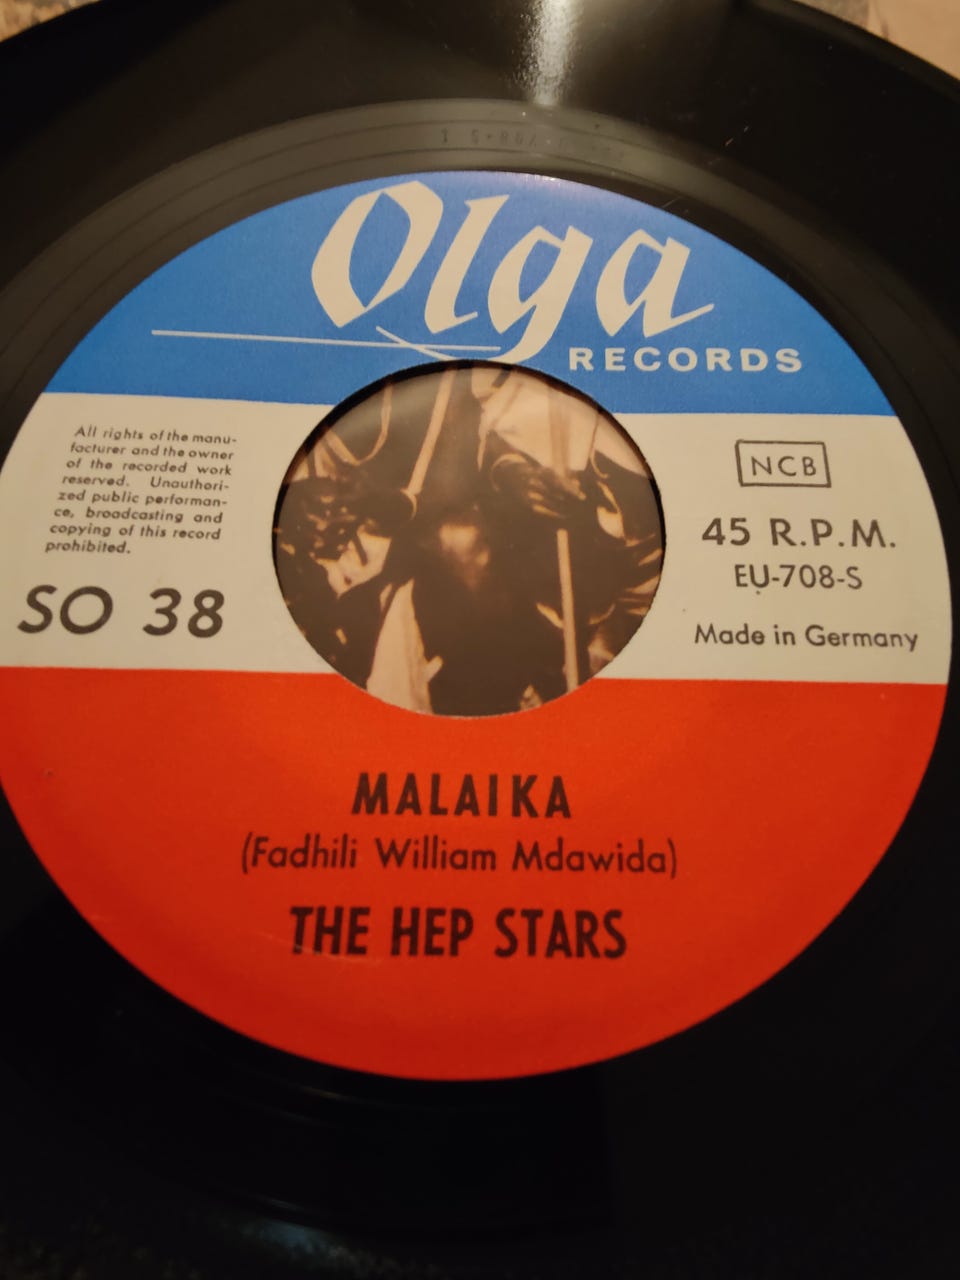 Olga
RECORDS
All rights of the manu-
facturer and the owner
of the recorded work
reserved. Unauthori-
zed public performan-
ce, broadcasting and
copying of this record
prohibited.
SO 38
NCB
45 R.P.M.
EU-708-S
Made in Germany
MALAIKA
(Fadhili William Mdawida)
THE HEP STARS